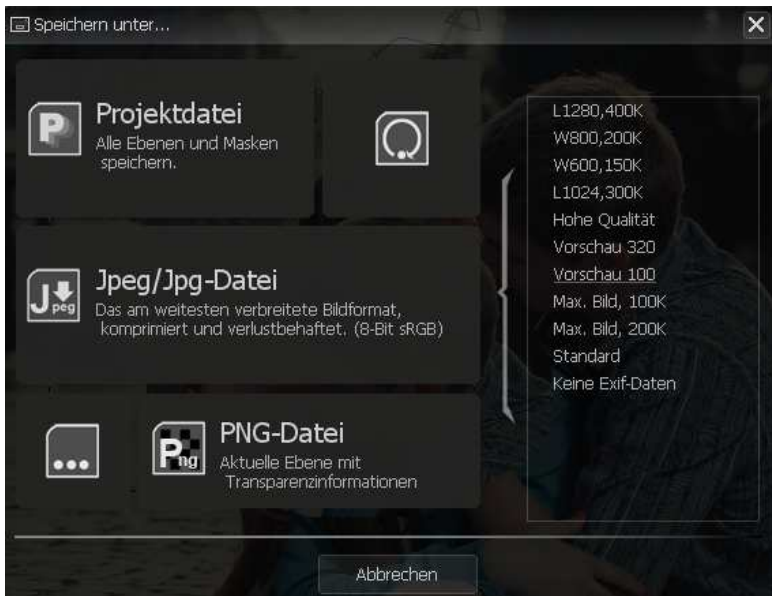 Speichern unter...
Projektdatei
Alle Ebenen und Masken
speichern.
P
Jpeg/Jpg-Datei
Das am weitesten verbreitete Bildformat,
komprimiert und verlustbehaftet. (8-Bit sRGB)
J
peg
PNG-Datei
Aktuelle Ebene mit
Transparenzinformationen
P
ng
L1280,400K
W800,200K
W600,150K
L1024,300K
Hohe Qualität
Vorschau 320
Vorschau 100
Max. Bild, 100K
Max. Bild, 200K
Standard
Keine Exif-Daten
Abbrechen